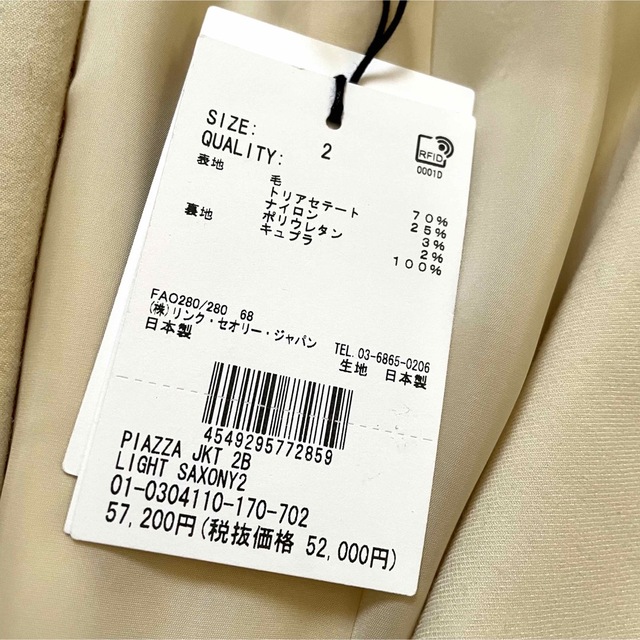 SIZE: 2
QUALITY:
RFID
0001D
表地 毛 70%
トリアセテート 25%
ナイロン 3%
ポリウレタン 2%
裏地 キュプラ 100%
FAO280/280 68
(株)リンク・セオリー・ジャパン TEL.03-6865-0206
日本製 生地 日本製
4549295772859
PIAZZA JKT 2B
LIGHT SAXONY2
01-0304110-170-702
57,200円(税抜価格 52,000円)